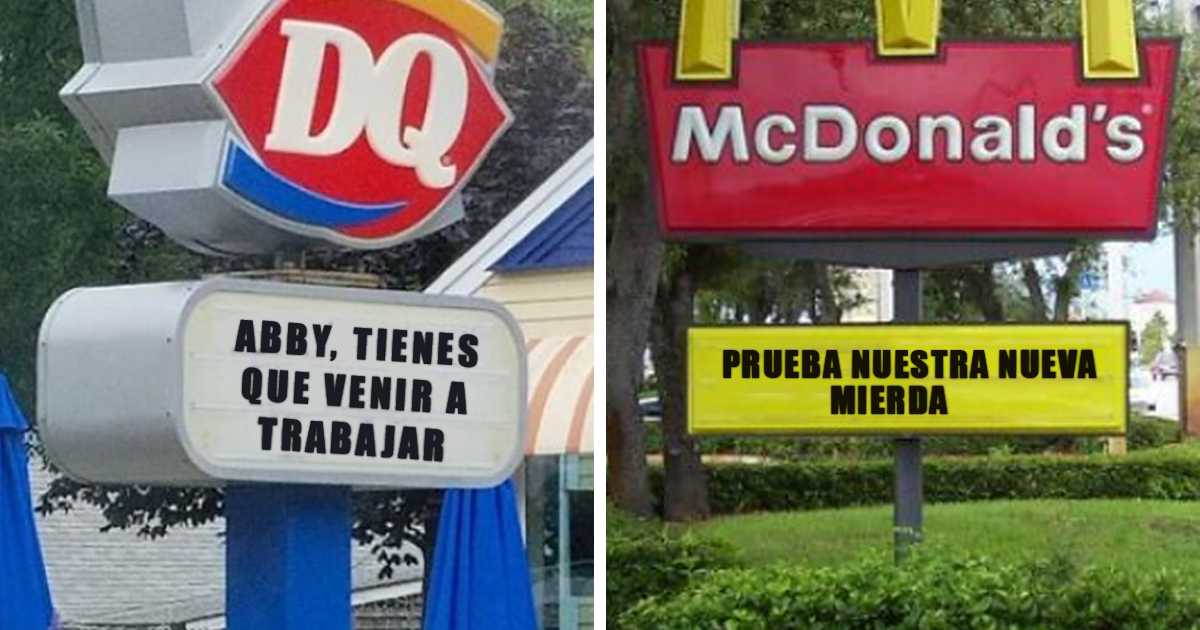 DQ
ABBY, TIENES
QUE VENIR A
TRABAJAR
McDonald's
PRUEBA NUESTRA NUEVA
MIERDA